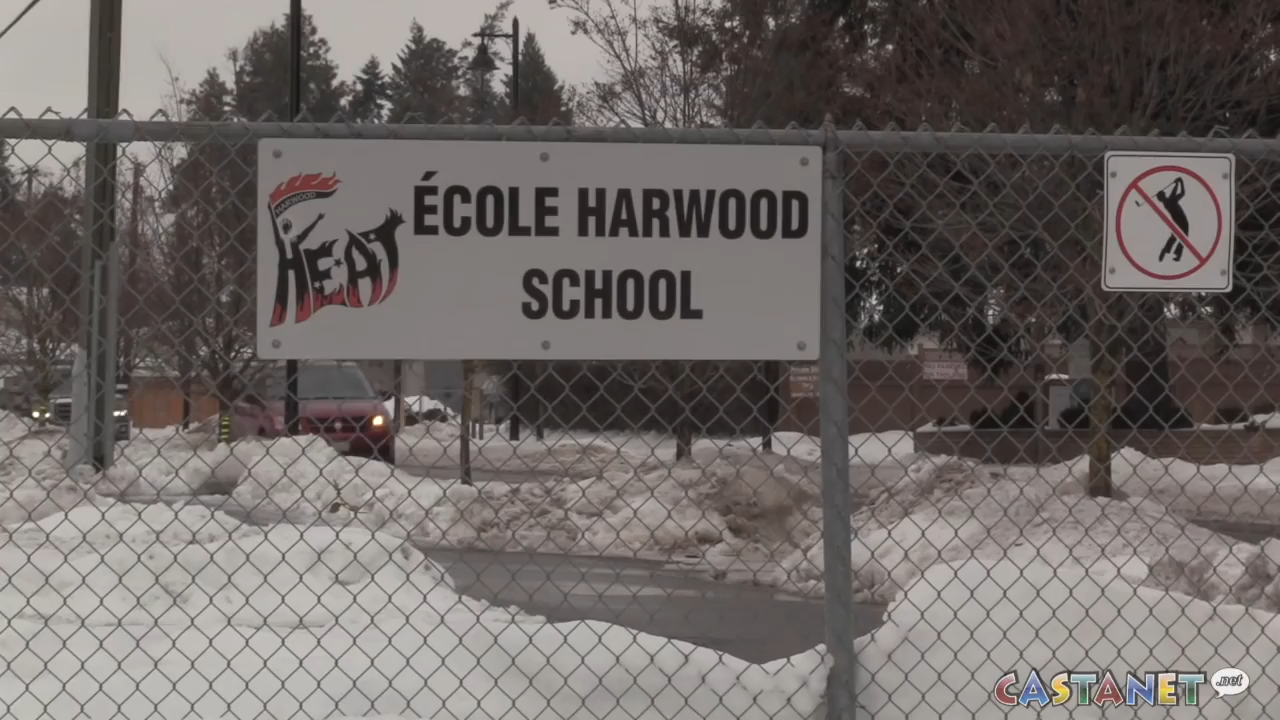 HARWOOD
HEAT
ÉCOLE HARWOOD
SCHOOL
CASTANET .net